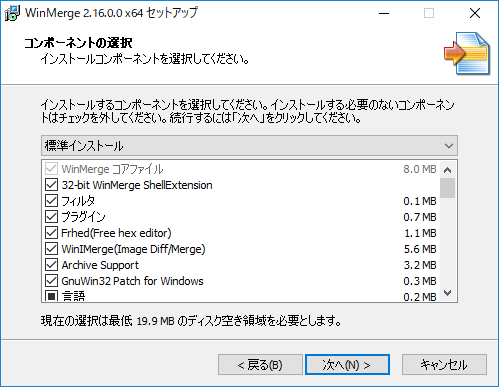 WinMerge 2.16.0.0 x64 セットアップ
コンポーネントの選択
インストールコンポーネントを選択してください。
インストールするコンポーネントを選択してください。インストールする必要のないコンポーネン
トはチェックを外してください。続行するには「次へ」をクリックしてください。
標準インストール
WinMerge コアファイル 8.0 MB
32-bit WinMerge ShellExtension
フィルタ 0.1 MB
プラグイン 0.7 MB
Frhed(Free hex editor) 1.1 MB
WinIMerge(Image Diff/Merge) 5.6 MB
Archive Support 3.2 MB
GnuWin32 Patch for Windows 0.3 MB
言語 0.2 MB
現在の選択は最低 19.9 MB のディスク空き領域を必要とします。
< 戻る(B) 次へ(N) > キャンセル